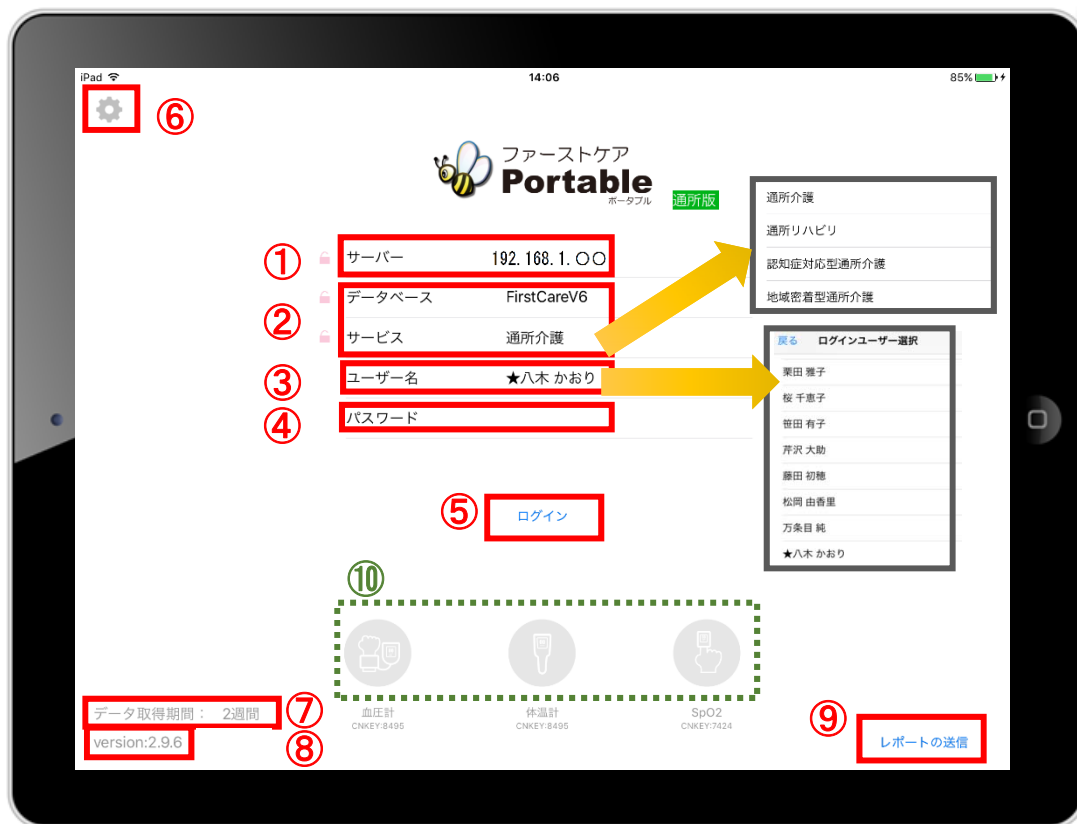 iPad 14:06 85%
⑥
ファーストケア
Portable
ポータブル
通所版
① サーバー 192.168.1.〇〇
② データベース FirstCareV6
サービス 通所介護
③ ユーザー名 ★八木 かおり
④ パスワード
⑤ ログイン
通所介護
通所リハビリ
認知症対応型通所介護
地域密着型通所介護
戻る ログインユーザー選択
栗田 雅子
桜 千恵子
笹田 有子
芹沢 大助
藤田 初穂
松岡 由香里
万条目 純
★八木 かおり
⑩
血圧計 体温計 SpO2
CNKEY:8495 CNKEY:8495 CNKEY:7424
データ取得期間： 2週間 ⑦
version:2.9.6 ⑧
⑨ レポートの送信